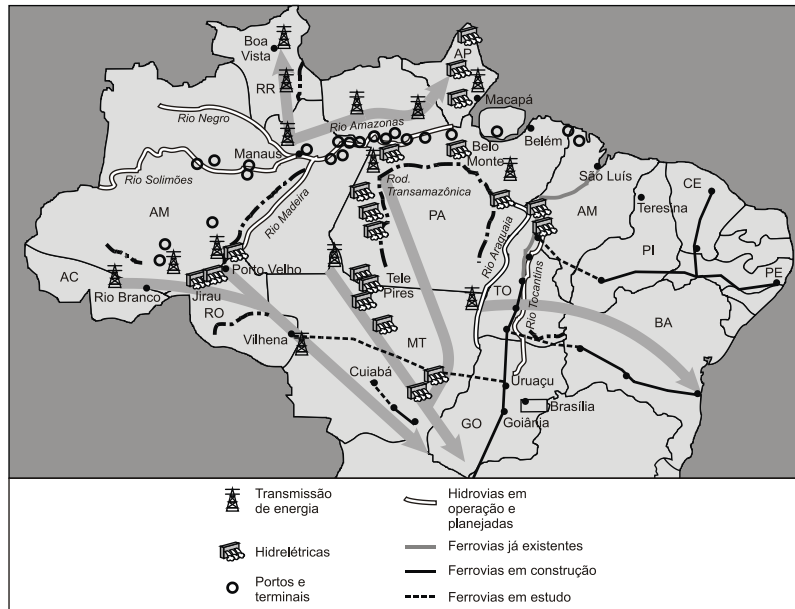 Boa
Vista
RR
AP
Macapá
Rio Negro
Rio Amazonas
Manaus
Belo
Monte
Belém
São Luís
CE
Rio Solimões
Rio Madeira
Rod.
Transamazônica
AM
PA
Rio Araguaia
AM
Teresina
PI
PE
AC
Rio Branco
Porto Velho
Jirau
RO
Tele
Pires
TO
Rio Tocantins
BA
Vilhena
MT
Cuiabá
Uruaçu
Brasília
GO
Goiânia
Transmissão
de energia
Hidrovias em
operação e
planejadas
Hidrelétricas
Ferrovias já existentes
Ferrovias em construção
Portos e
terminais
Ferrovias em estudo